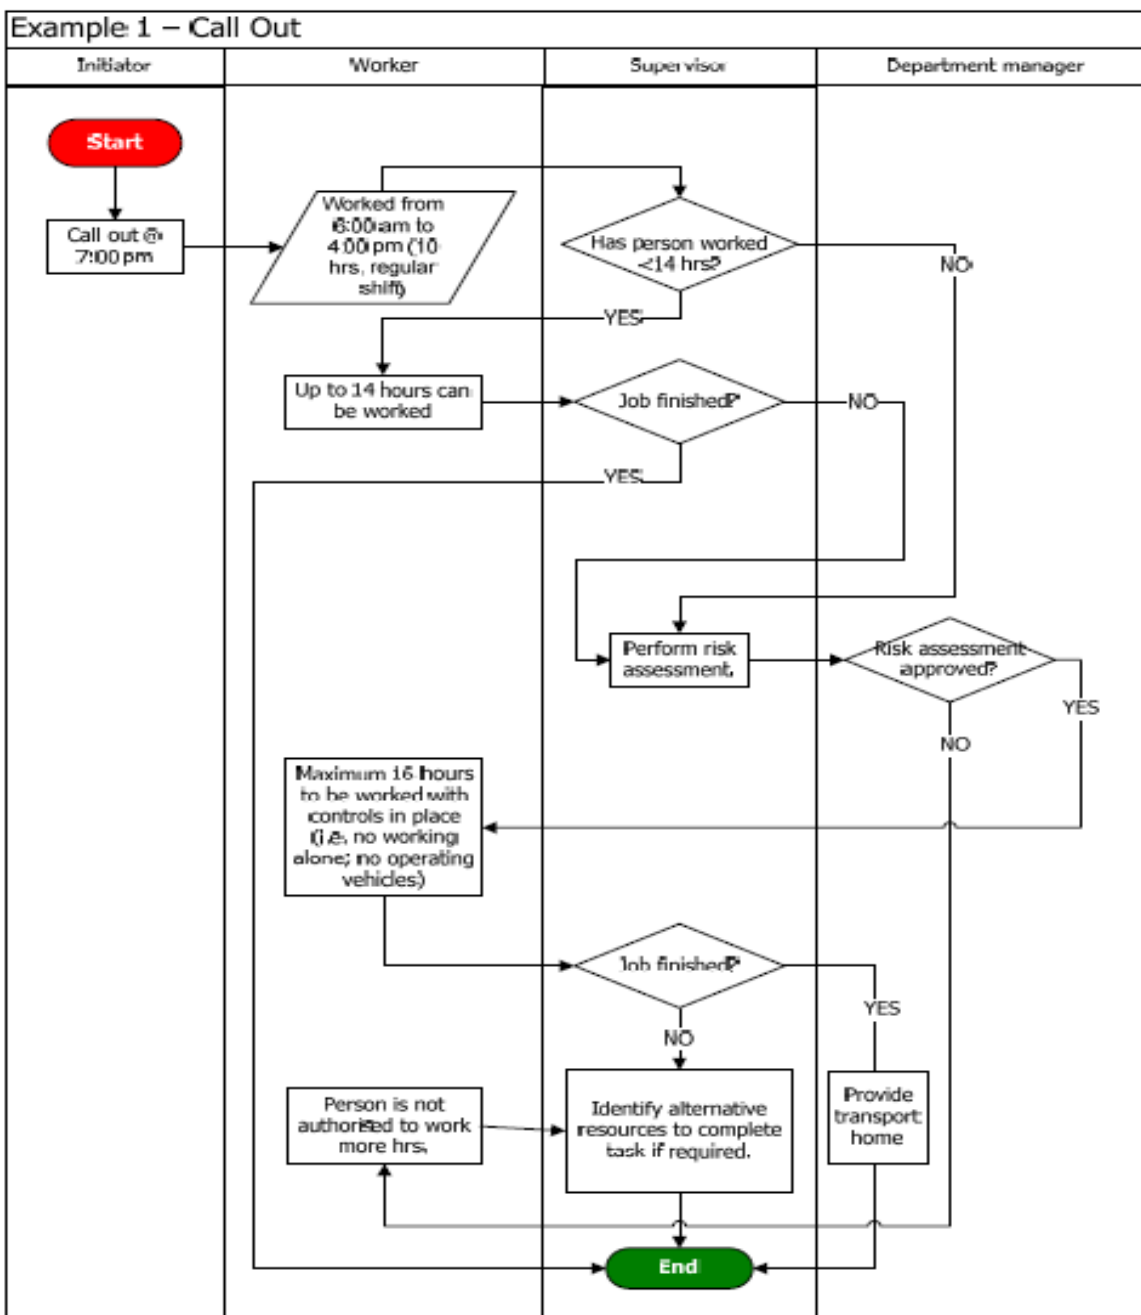 Example 1 – Call Out
Initiator
Worker
Supervisor
Department manager
Start
Call out @
7:00 pm
Worked from
6:00 am to
4:00 pm (10
hrs, regular
shift)
Has person worked
<14 hrs?
NO
YES
Up to 14 hours can
be worked
Job finished?
NO
YES
Perform risk
assessment.
Risk assessment
approved?
YES
NO
Maximum 16 hours
to be worked with
controls in place
(i.e. no working
alone; no operating
vehicles)
Job finished?
YES
NO
Person is not
authorised to work
more hrs.
Identify alternative
resources to complete
task if required.
Provide
transport
home
End